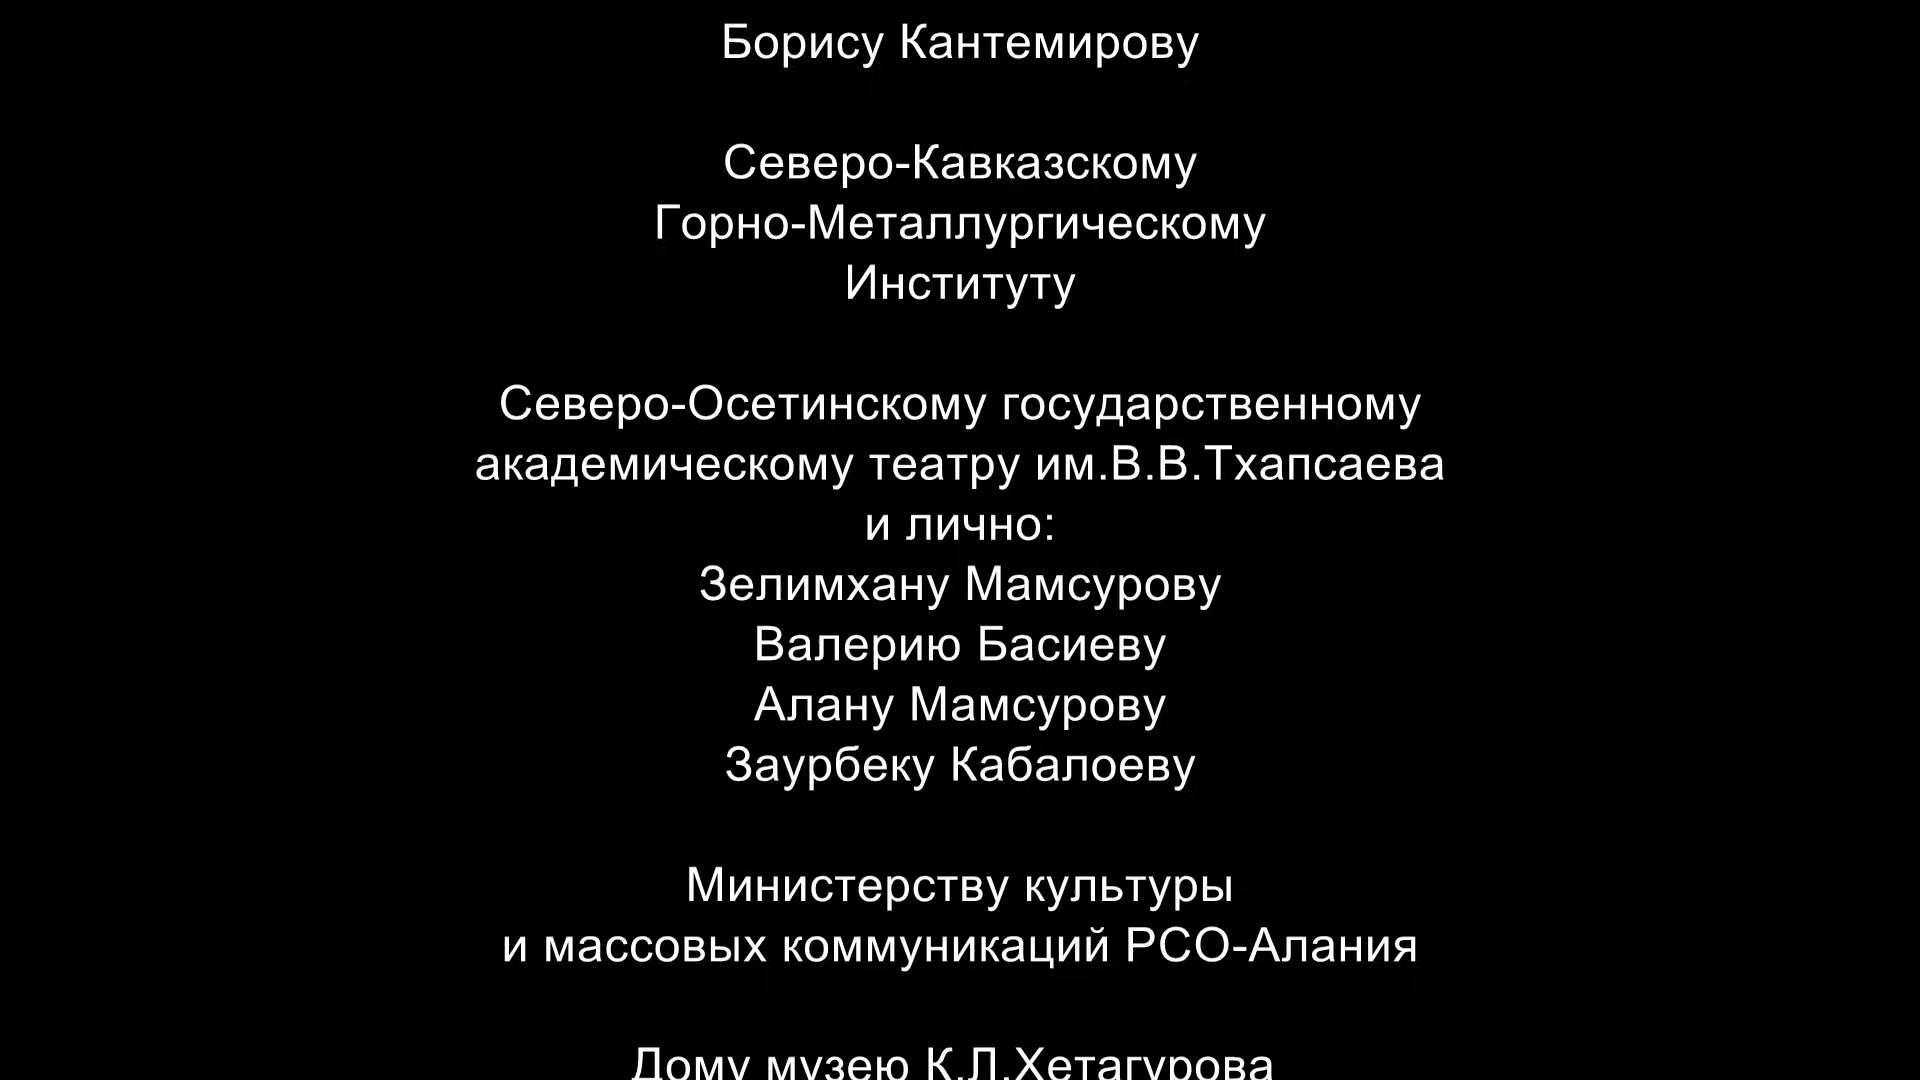 Борису Кантемирову
Северо-Кавказскому
Горно-Металлургическому
Институту
Северо-Осетинскому государственному
академическому театру им.В.В.Тхапсаева
и лично:
Зелимхану Мамсурову
Валерию Басиеву
Алану Мамсурову
Заурбеку Кабалоеву
Министерству культуры
и массовых коммуникаций РСО-Алания
Дому музею К.Л.Хетагурова